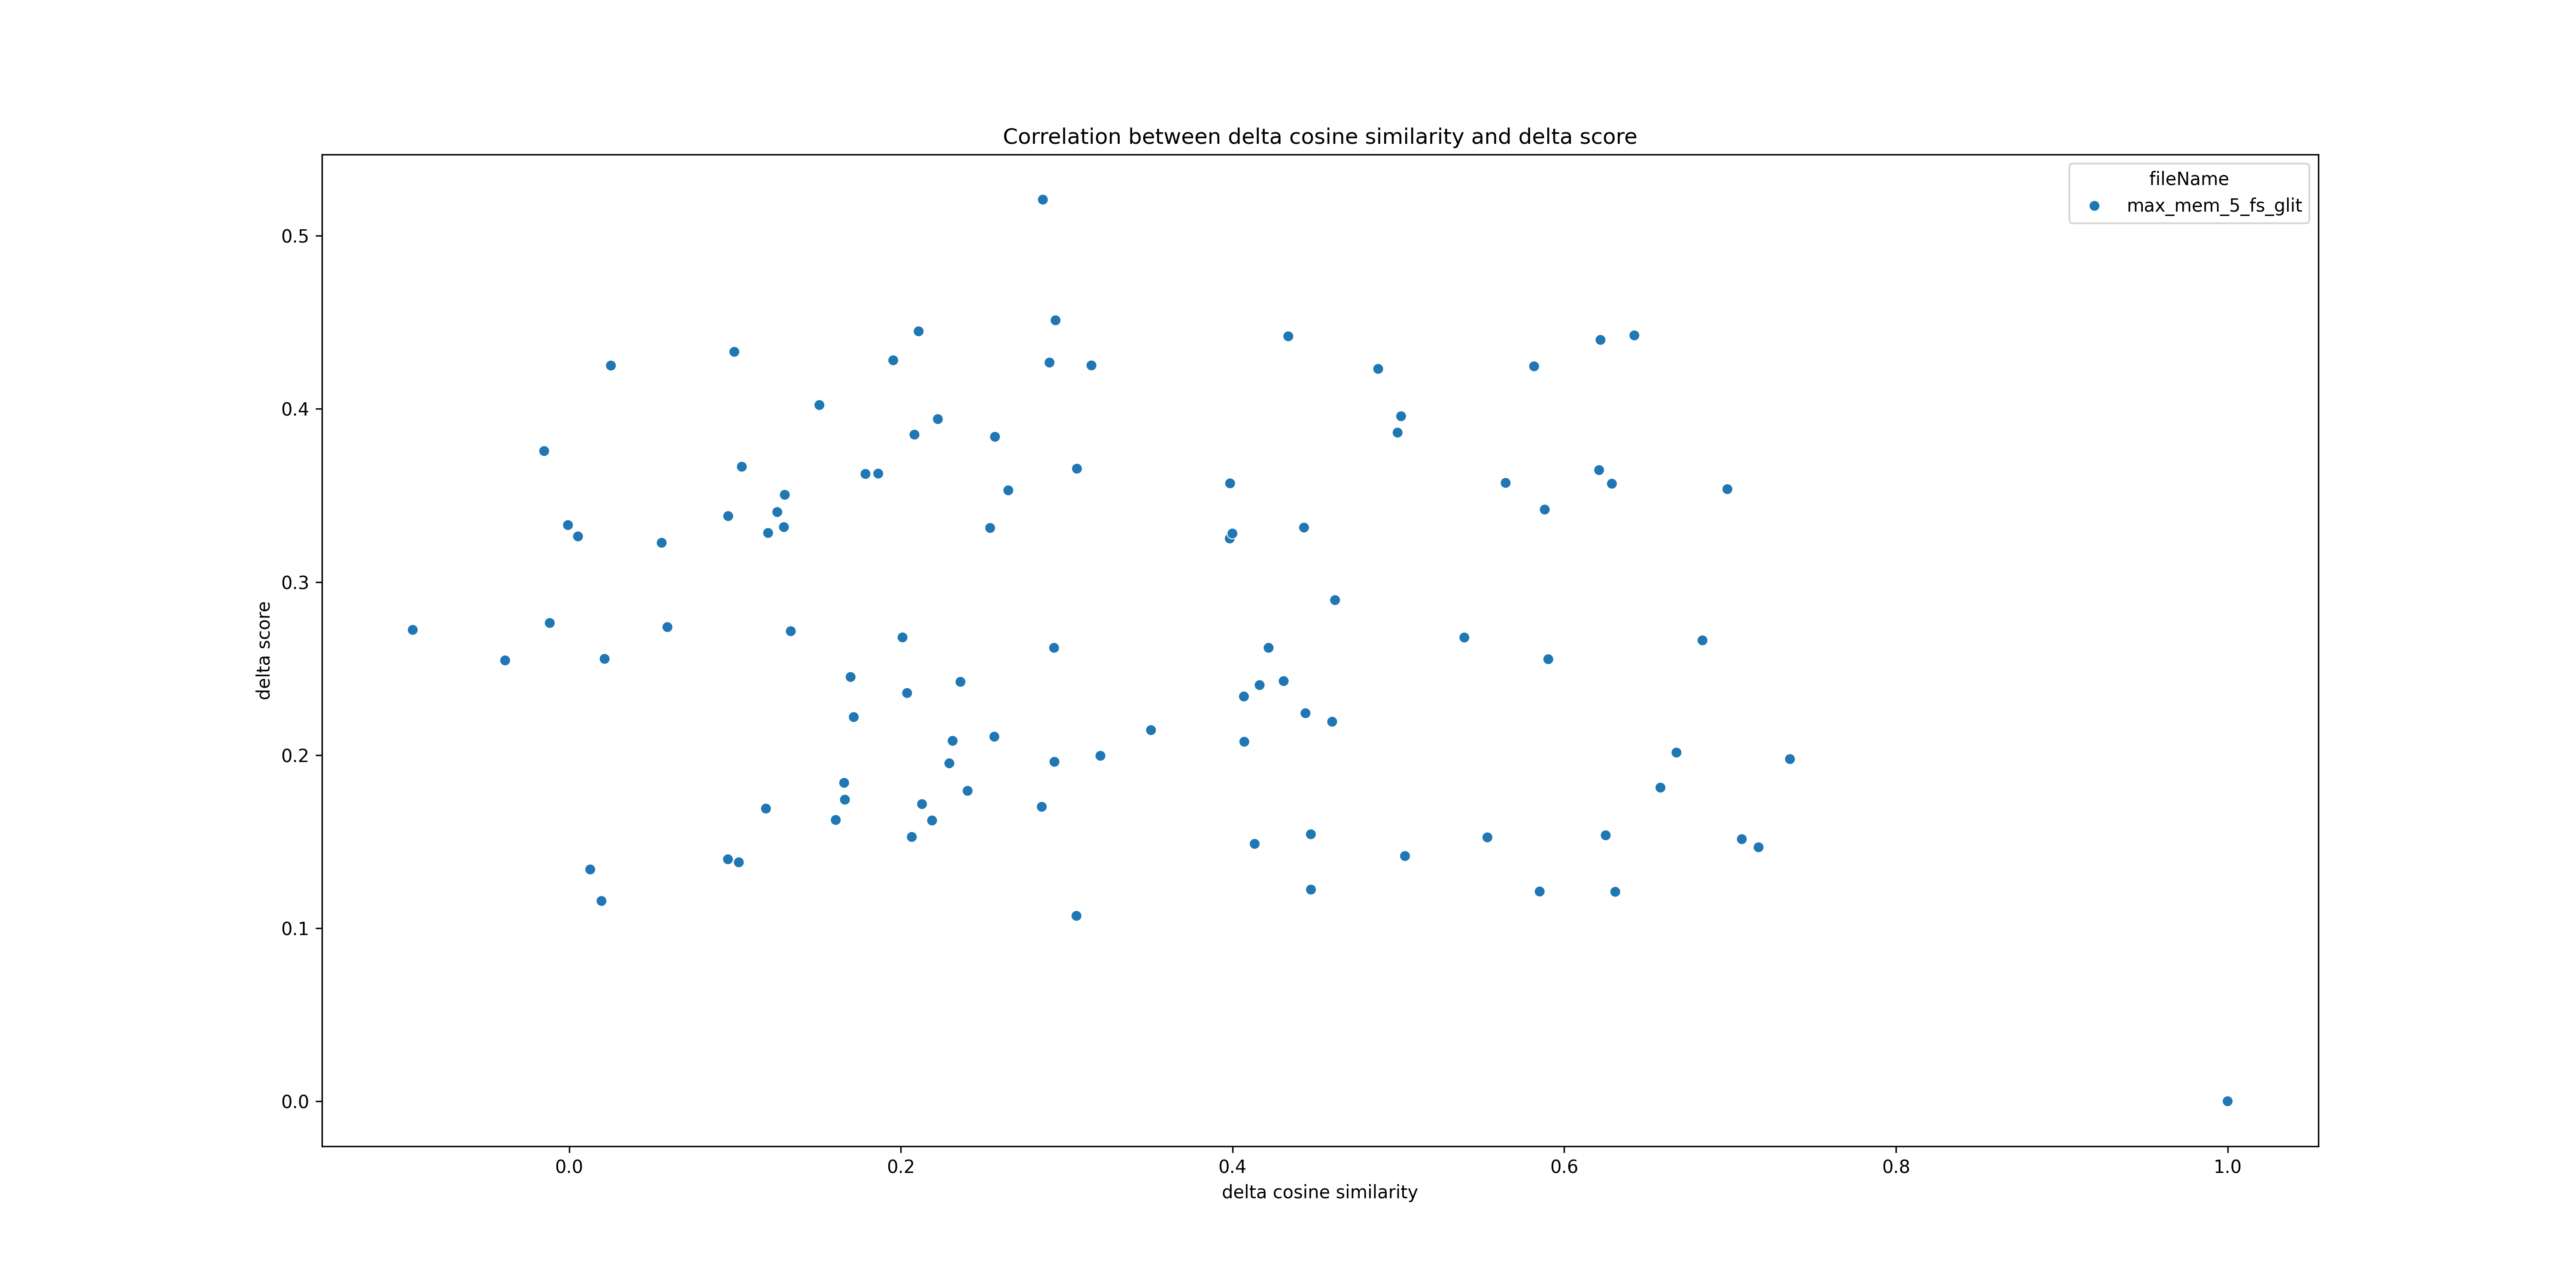 Correlation between delta cosine similarity and delta score
fileName
max_mem_5_fs_glit
0.5
0.4
0.3
0.2
0.1
0.0
delta score
0.0 0.2 0.4 0.6 0.8 1.0
delta cosine similarity